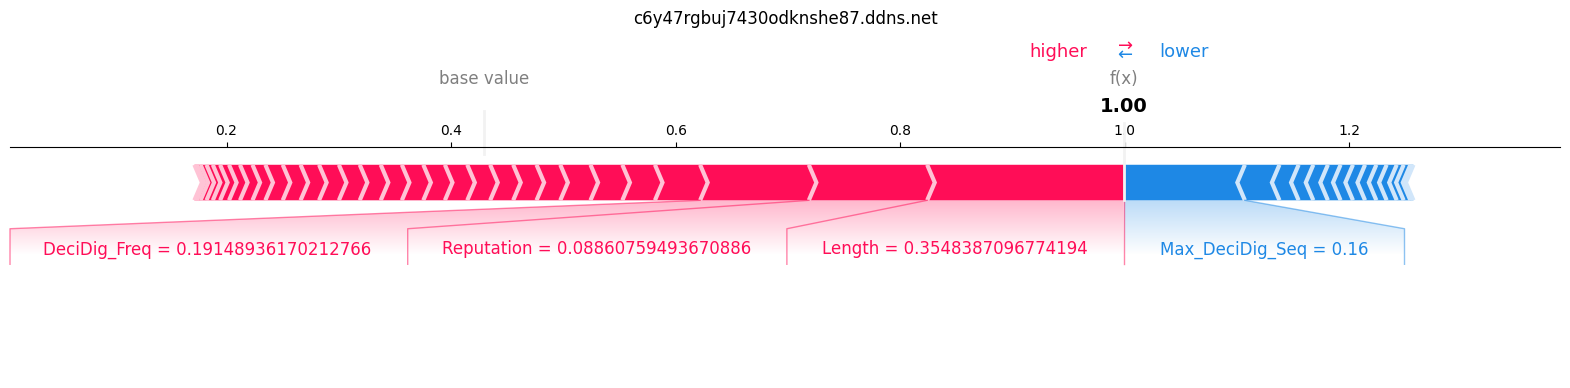 c6y47rgbuj7430odknshe87.ddns.net
higher ⇄ lower
base value f(x)
1.00
0.2 0.4 0.6 0.8 1 0 1.2
DeciDig_Freq = 0.19148936170212766 Reputation = 0.08860759493670886 Length = 0.3548387096774194 Max_DeciDig_Seq = 0.16